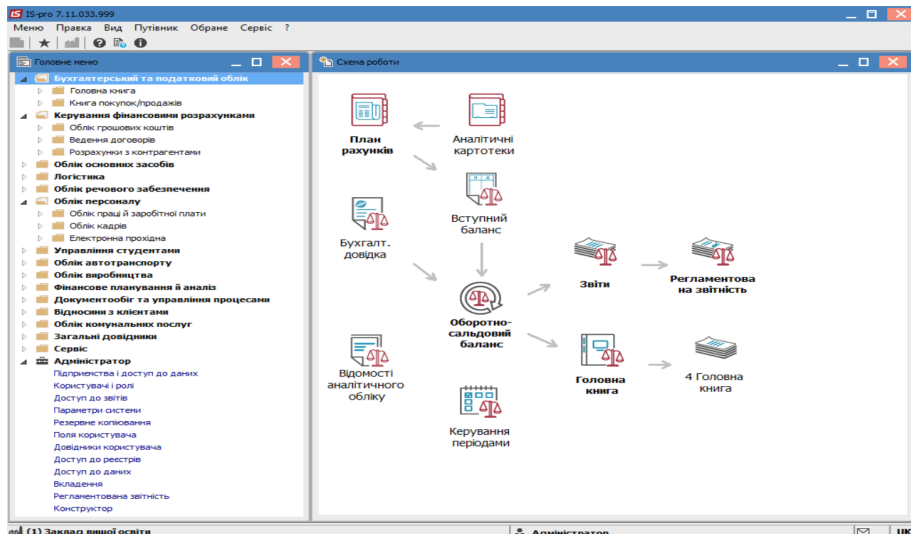 IS-pro 7.11.033.999
Меню Правка Вид Путівник Обране Сервіс ?
Головне меню
Бухгалтерський та податковий облік
Головна книга
Книга покупок/продажів
Керування фінансовими розрахунками
Облік грошових коштів
Ведення договорів
Розрахунки з контрагентами
Облік основних засобів
Логістика
Облік речового забезпечення
Облік персоналу
Облік праці й заробітної плати
Облік кадрів
Електронна прохідна
Управління студентами
Облік автотранспорту
Облік виробництва
Фінансове планування й аналіз
Документообіг та управління процесами
Відносини з клієнтами
Облік комунальних послуг
Загальні довідники
Сервіс
Адміністратор
Підприємства і доступ до даних
Користувачі і ролі
Доступ до звітів
Параметри системи
Резервне копіювання
Поля користувача
Довідники користувача
Доступ до реєстрів
Доступ до даних
Вкладення
Регламентована звітність
Конструктор
Схема роботи
План
рахунків
Аналітичні
картотеки
Вступний
баланс
Бухгалт.
довідка
Звіти
Регламентова
на звітність
Оборотно-
сальдовий
баланс
Відомості
аналітичного
обліку
Головна
книга
4 Головна
книга
Керування
періодами
(1) Заклад вищої освіти
Адміністратор
UK